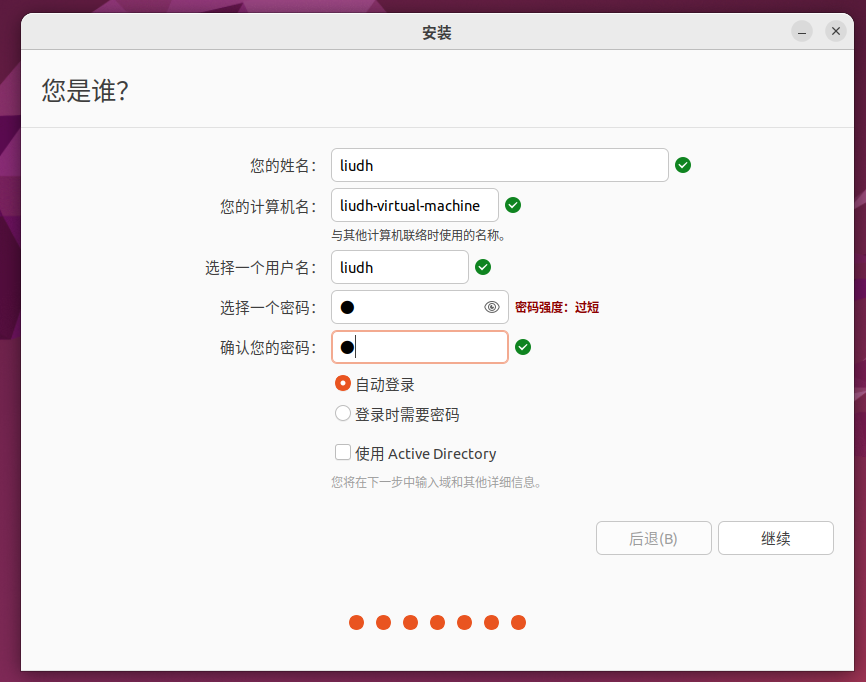 安装
您是谁？
您的姓名： liudh
您的计算机名： liudh-virtual-machine
与其他计算机联络时使用的名称。
选择一个用户名： liudh
选择一个密码： ● 密码强度：过短
确认您的密码： ●
自动登录
登录时需要密码
使用 Active Directory
您将在下一步中输入域和其他详细信息。
后退(B) 继续